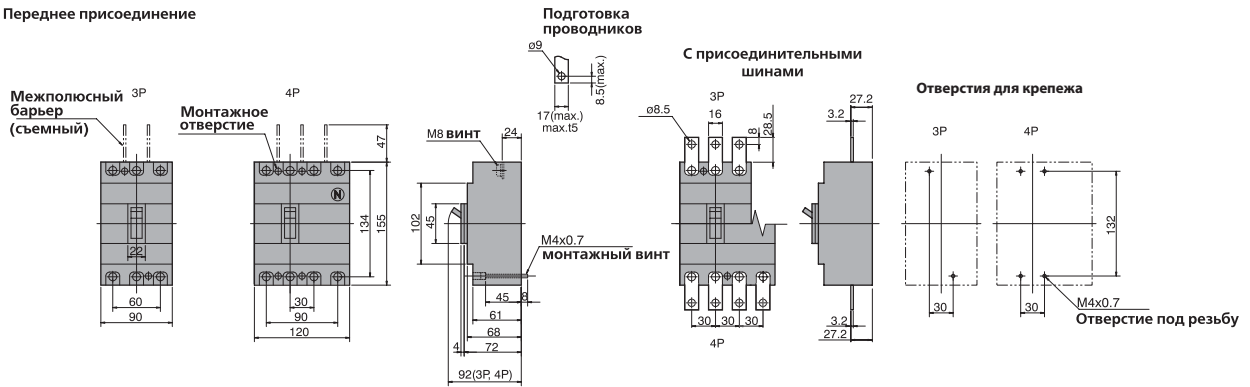 Переднее присоединение
Подготовка
проводников
ø9
8.5(max.)
17(max.)
max.t5
С присоединительными
шинами
Отверстия для крепежа
Межполюсный
барьер
(съемный)
3P
4P
Монтажное
отверстие
47
134
155
N
22
60
90
30
90
120
M8 винт
24
102
45
M4x0.7
монтажный винт
45
8
61
68
4
72
92(3P, 4P)
3P
ø8.5
16
8
28.5
30
30
30
4P
27.2
3.2
3.2
27.2
3P
4P
132
30
30
M4x0.7
Отверстие под резьбу